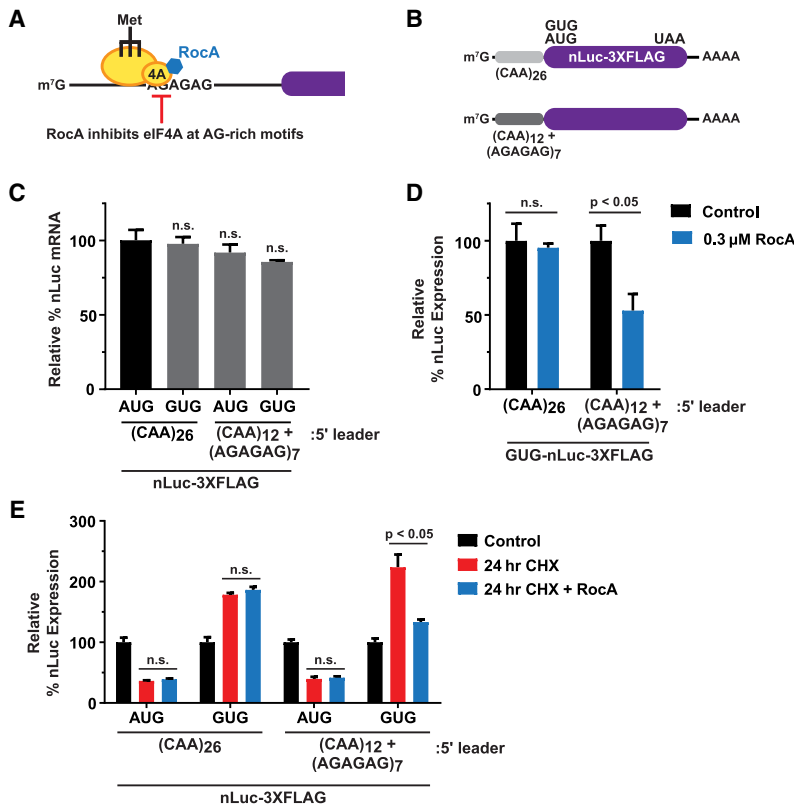 A
Met
RocA
4A
m⁷G
AGAGAG
RocA inhibits eIF4A at AG-rich motifs
B
GUG
AUG
UAA
m⁷G
nLuc-3XFLAG
AAAA
(CAA)26
m⁷G
AAAA
(CAA)12 +
(AGAGAG)7
C
Relative % nLuc mRNA
100
50
0
n.s.
n.s.
n.s.
AUG GUG AUG GUG
(CAA)26
(CAA)12 +
(AGAGAG)7
:5' leader
nLuc-3XFLAG
D
Relative
% nLuc Expression
100
50
0
n.s.
p < 0.05
Control
0.3 µM RocA
(CAA)26
(CAA)12 +
(AGAGAG)7
:5' leader
GUG-nLuc-3XFLAG
E
Relative
% nLuc Expression
300
200
100
0
n.s.
n.s.
n.s.
p < 0.05
Control
24 hr CHX
24 hr CHX + RocA
AUG GUG AUG GUG
(CAA)26
(CAA)12 +
(AGAGAG)7
:5' leader
nLuc-3XFLAG